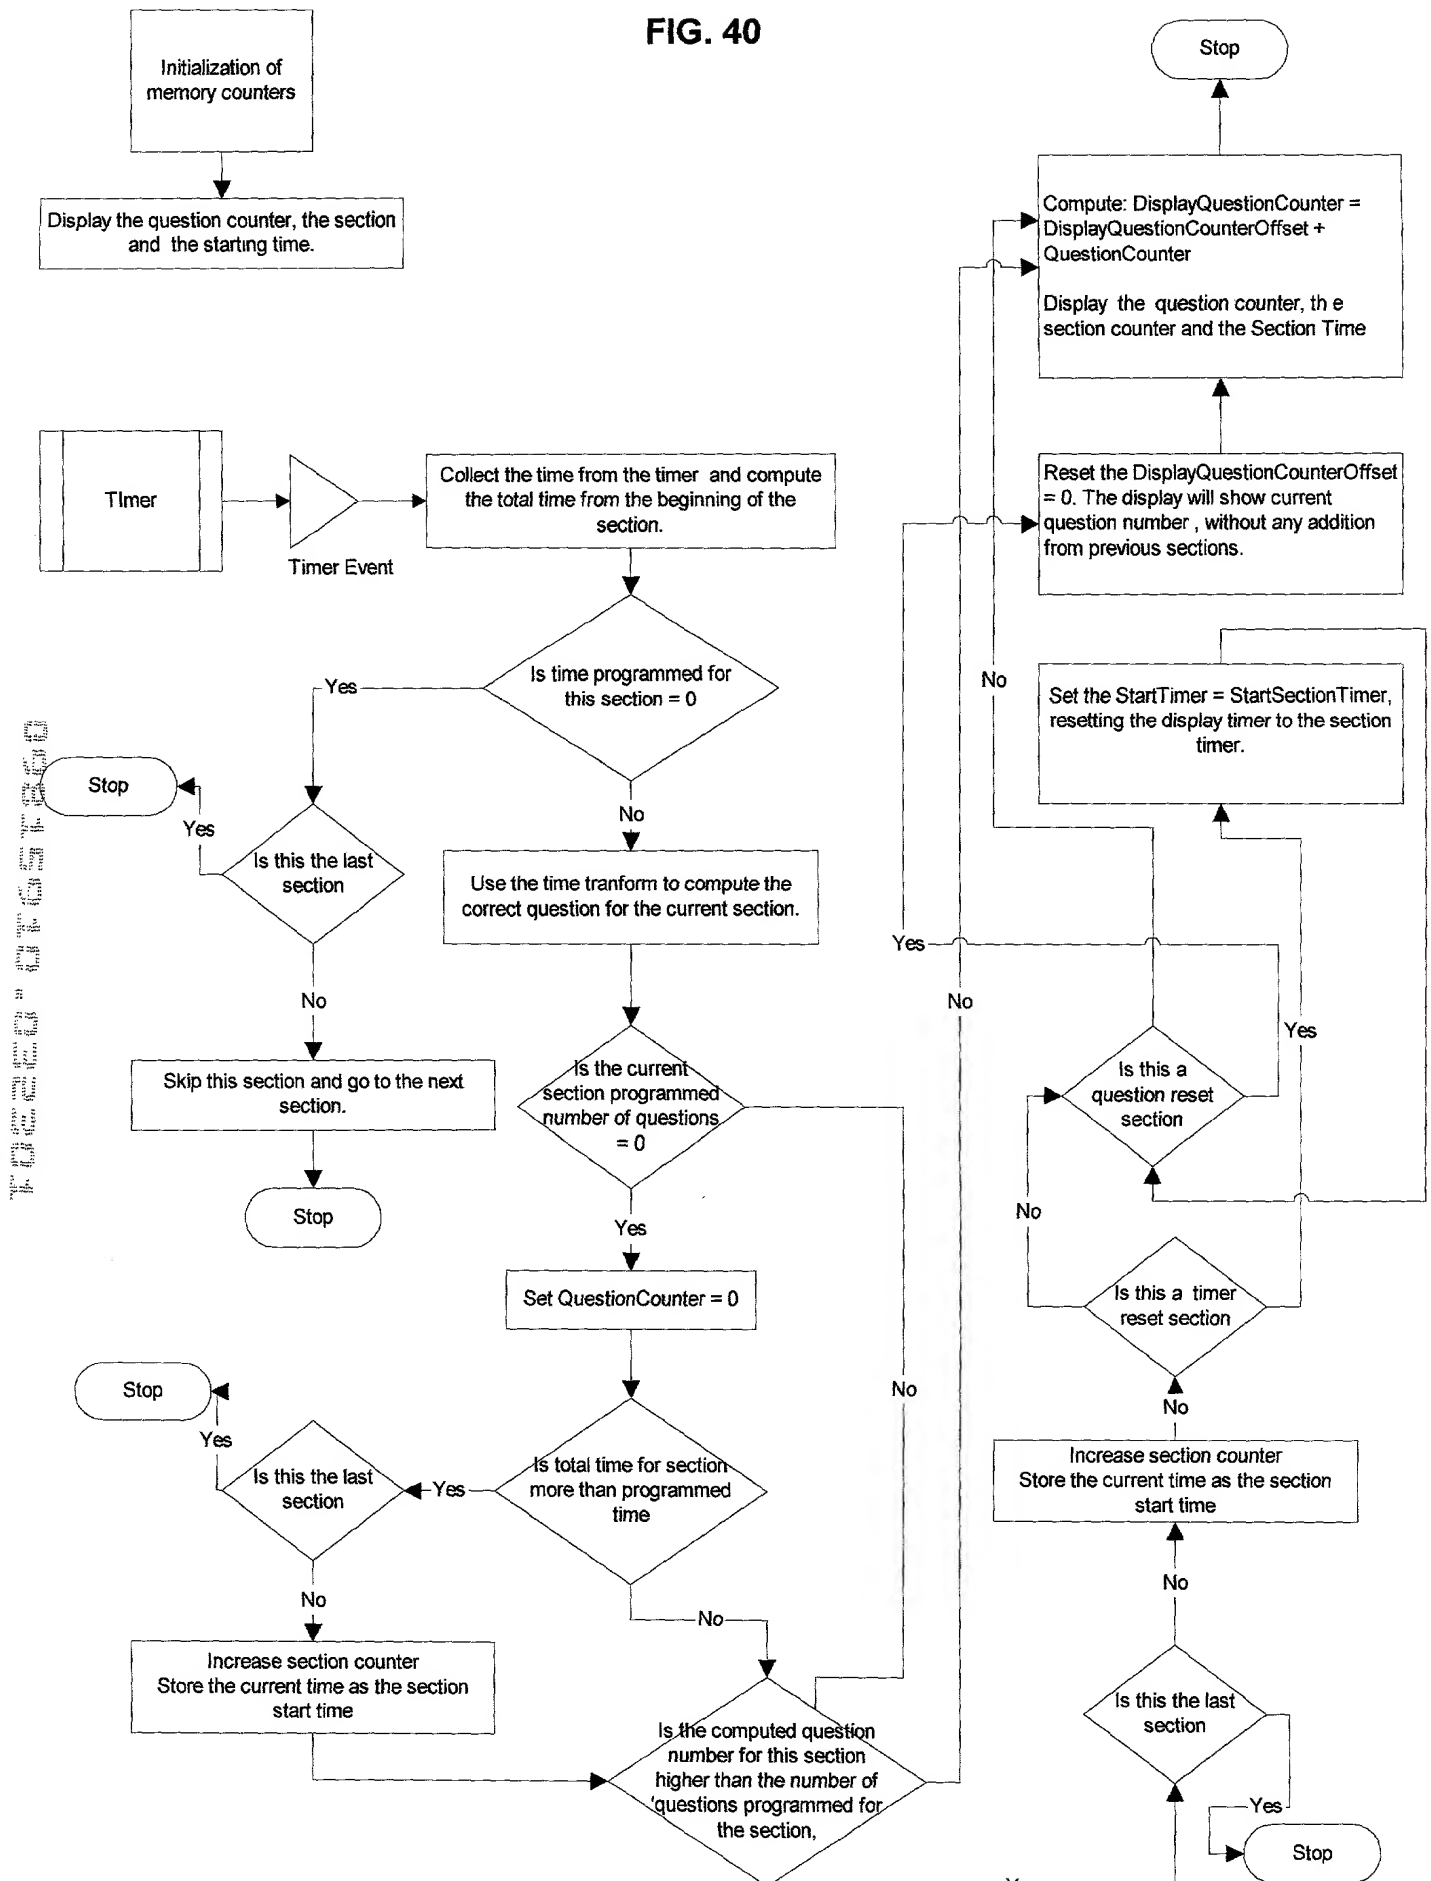 FIG. 40
Initialization of
memory counters
Display the question counter, the section
and the starting time.
TImer
Timer Event
Collect the time from the timer and compute
the total time from the beginning of the
section.
Is time programmed for
this section = 0
Yes
No
Stop
Yes
Is this the last
section
No
Skip this section and go to the next
section.
Stop
Use the time tranform to compute the
correct question for the current section.
Is the current
section programmed
number of questions
= 0
Yes
No
Set QuestionCounter = 0
Is total time for section
more than programmed
time
Yes
No
Stop
Yes
Is this the last
section
No
Increase section counter
Store the current time as the section
start time
Is the computed question
number for this section
higher than the number of
'questions programmed for
the section,
No
Stop
Compute: DisplayQuestionCounter =
DisplayQuestionCounterOffset +
QuestionCounter
Display the question counter, th e
section counter and the Section Time
Reset the DisplayQuestionCounterOffset
= 0. The display will show current
question number , without any addition
from previous sections.
No
Set the StartTimer = StartSectionTimer,
resetting the display timer to the section
timer.
Yes
Yes
Is this a
question reset
section
No
Is this a timer
reset section
No
Increase section counter
Store the current time as the section
start time
No
Is this the last
section
Yes
Stop